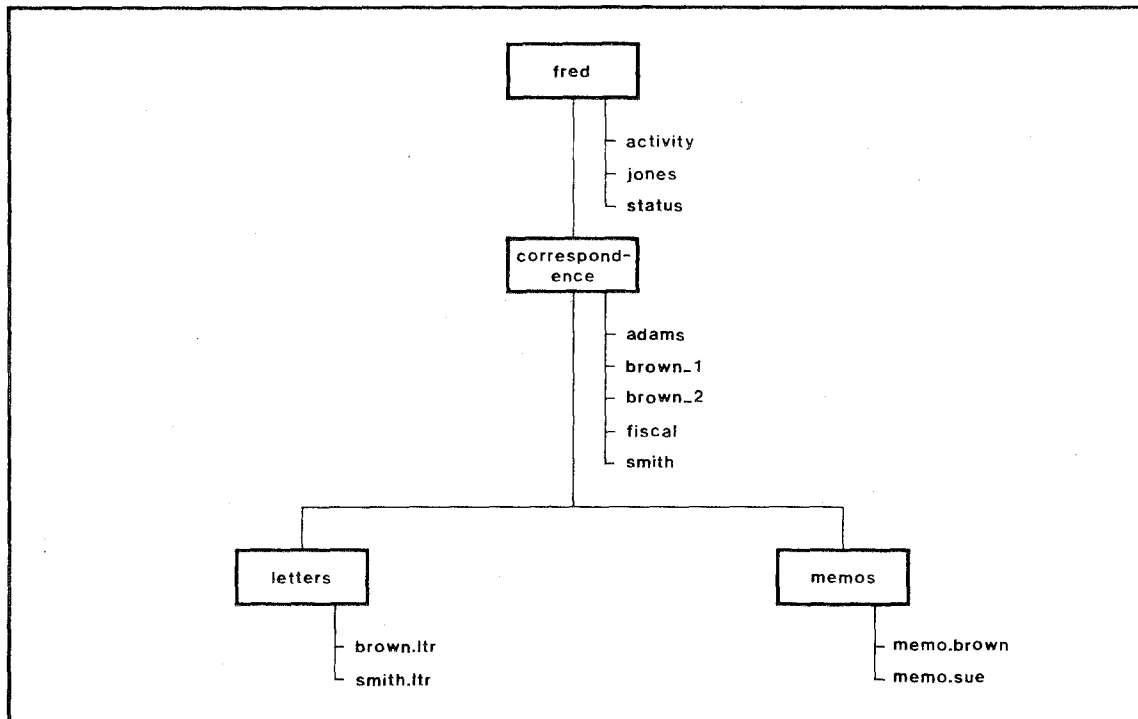 fred
activity
jones
status
correspond-
ence
adams
brown_1
brown_2
fiscal
smith
letters
memos
brown.ltr
smith.ltr
memo.brown
memo.sue